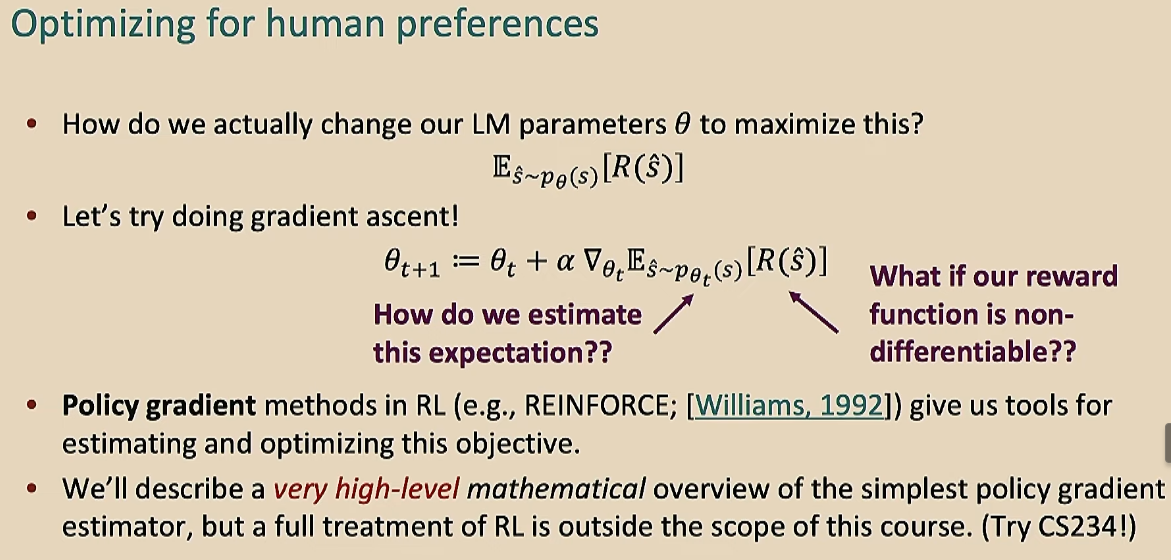 Optimizing for human preferences
• How do we actually change our LM parameters θ to maximize this?
𝔼ŝ~pθ(s)[R(ŝ)]
• Let's try doing gradient ascent!
θt+1 := θt + α ∇θt 𝔼ŝ~pθt(s)[R(ŝ)]
How do we estimate
this expectation??
What if our reward
function is non-
differentiable??
• Policy gradient methods in RL (e.g., REINFORCE; [Williams, 1992]) give us tools for
estimating and optimizing this objective.
• We'll describe a very high-level mathematical overview of the simplest policy gradient
estimator, but a full treatment of RL is outside the scope of this course. (Try CS234!)